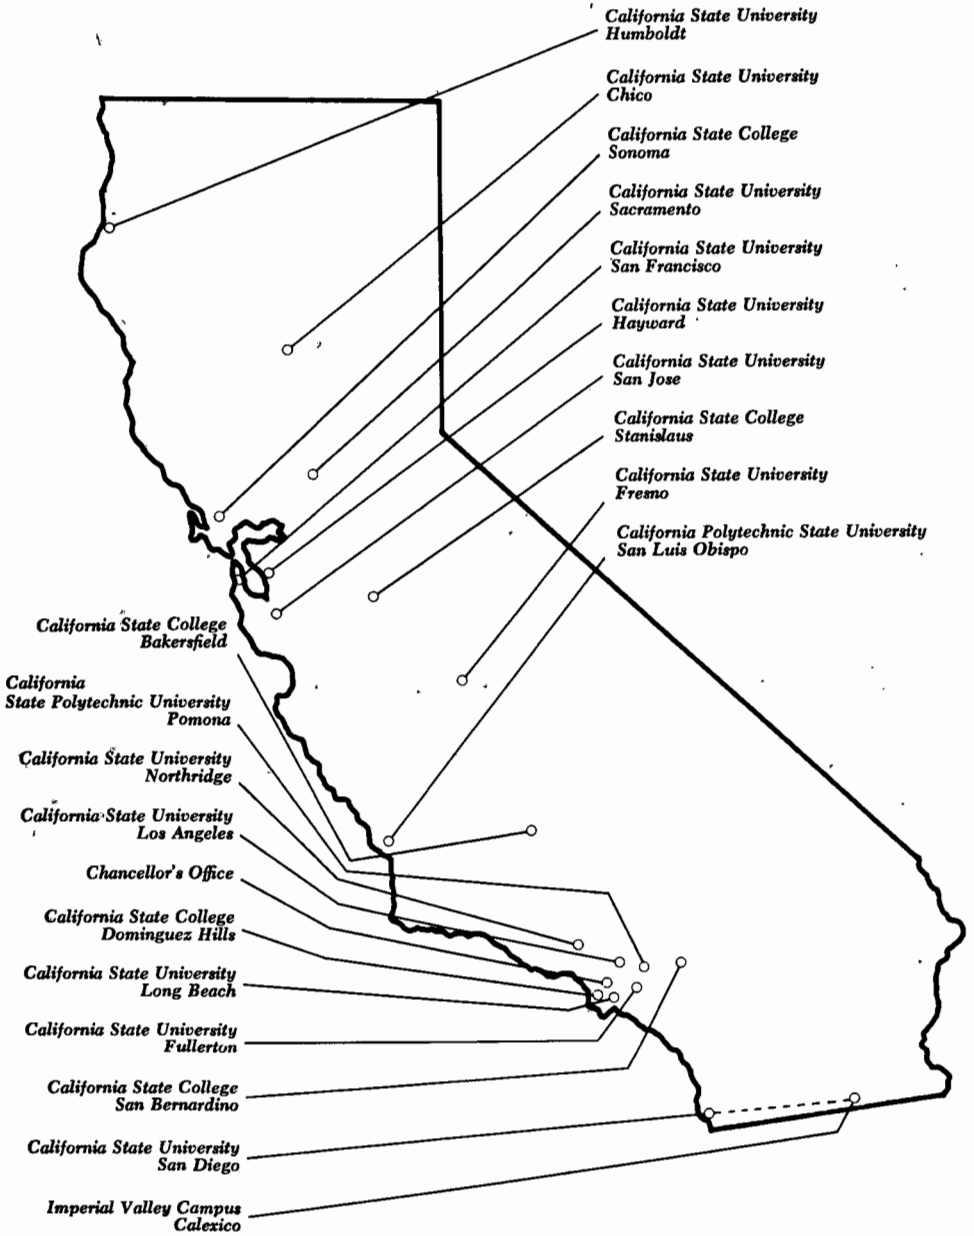 California State University
Humboldt
California State University
Chico
California State College
Sonoma
California State University
Sacramento
California State University
San Francisco
California State University
Hayward
California State University
San Jose
California State College
Stanislaus
California State University
Fresno
California Polytechnic State University
San Luis Obispo
California State College
Bakersfield
California
State Polytechnic University
Pomona
California State University
Northridge
California State University
Los Angeles
Chancellor's Office
California State College
Dominguez Hills
California State University
Long Beach
California State University
Fullerton
California State College
San Bernardino
California State University
San Diego
Imperial Valley Campus
Calexico